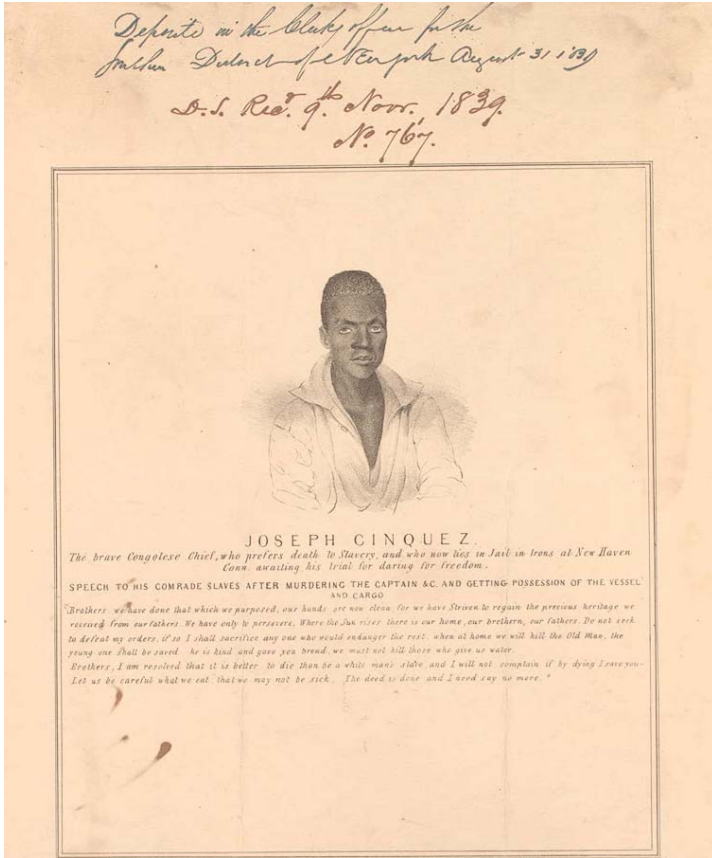 Deposited in the Clerks office for the
Southern District of New York August 31 1839
D.S. Recd. 9th. Novr., 1839.
No. 767.
JOSEPH CINQUEZ.
The brave Congolese Chief, who prefers death to Slavery, and who now lies in Jail in Irons at New Haven
Conn. awaiting his trial for daring for freedom.
SPEECH TO HIS COMRADE SLAVES AFTER MURDERING THE CAPTAIN &C. AND GETTING POSSESSION OF THE VESSEL
AND CARGO
"Brothers, we have done that which we purposed, our hands are now clean for we have Striven to regain the precious heritage we
received from our fathers. We have only to persevere. Where the Sun rises there is our home, our brethern, our fathers. Do not seek
to defeat my orders, if so I shall sacrifice any one who would endanger the rest, when at home we will kill the Old Man, the
young one shall be saved he is kind and gave you bread, we must not kill those who give us water.
Brothers, I am resolved that it is better to die then be a white mans slave, and I will not complain if by dying I save you-
Let us be careful what we eat that we may not be sick. The deed is done and I need say no more."